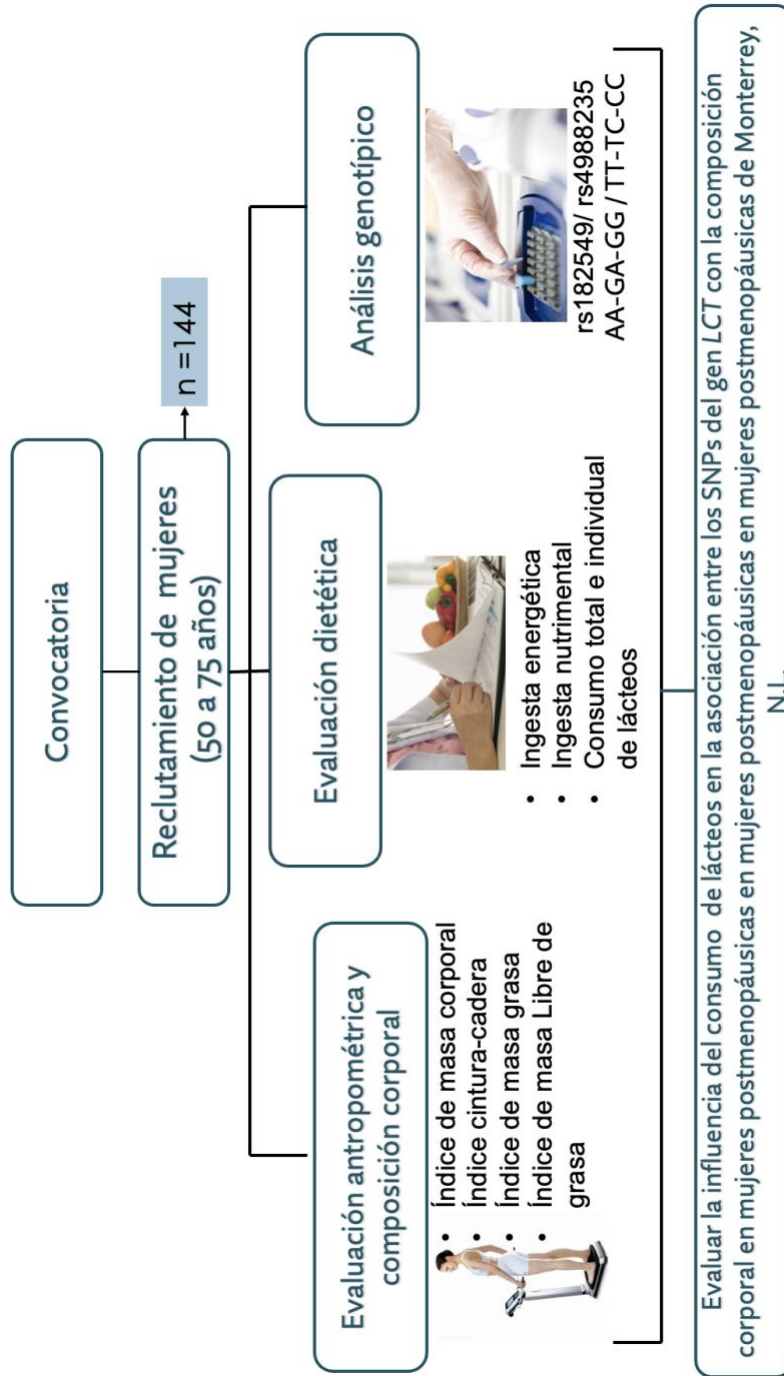 Convocatoria
Reclutamiento de mujeres
(50 a 75 años)
n =144
Evaluación antropométrica y
composición corporal
• Índice de masa corporal
• Índice cintura-cadera
• Índice de masa grasa
• Índice de masa Libre de
grasa
Evaluación dietética
• Ingesta energética
• Ingesta nutrimental
• Consumo total e individual
de lácteos
Análisis genotípico
rs182549/ rs4988235
AA-GA-GG / TT-TC-CC
Evaluar la influencia del consumo de lácteos en la asociación entre los SNPs del gen LCT con la composición
corporal en mujeres postmenopáusicas en mujeres postmenopáusicas en mujeres postmenopáusicas de Monterrey,
N.L.